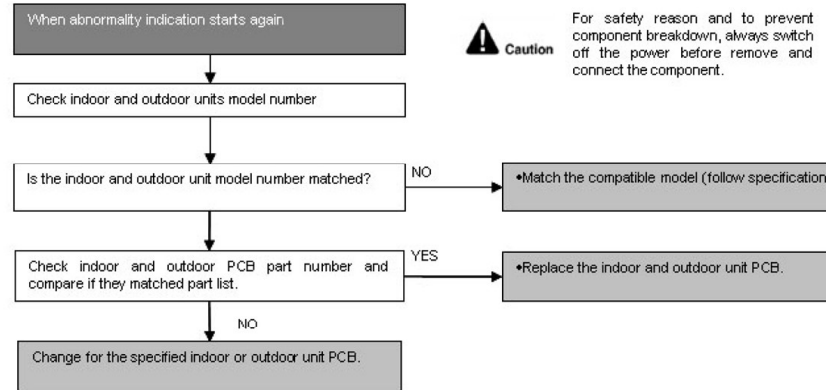 When abnormality indication starts again
For safety reason and to prevent
component breakdown, always switch
off the power before remove and
connect the component.
Caution
Check indoor and outdoor units model number
Is the indoor and outdoor unit model number matched?
NO
•Match the compatible model (follow specification
Check indoor and outdoor PCB part number and
compare if they matched part list.
YES
•Replace the indoor and outdoor unit PCB.
NO
Change for the specified indoor or outdoor unit PCB.